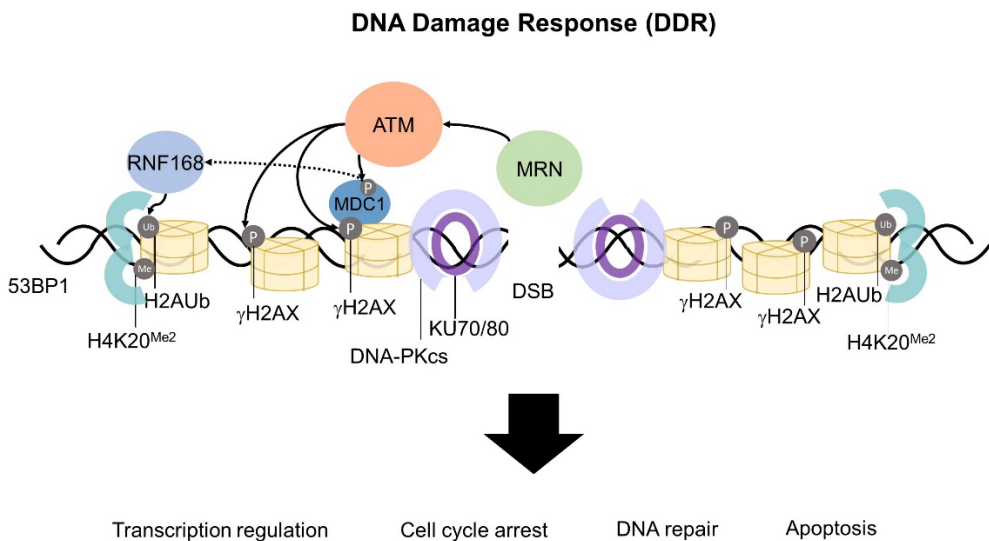 DNA Damage Response (DDR)
ATM
RNF168
MRN
P
MDC1
Ub
P
P
P
P
Ub
Me
Me
53BP1
H2AUb
γH2AX
γH2AX
KU70/80
DSB
γH2AX
γH2AX
H2AUb
H4K20Me2
DNA-PKcs
H4K20Me2
Transcription regulation
Cell cycle arrest
DNA repair
Apoptosis